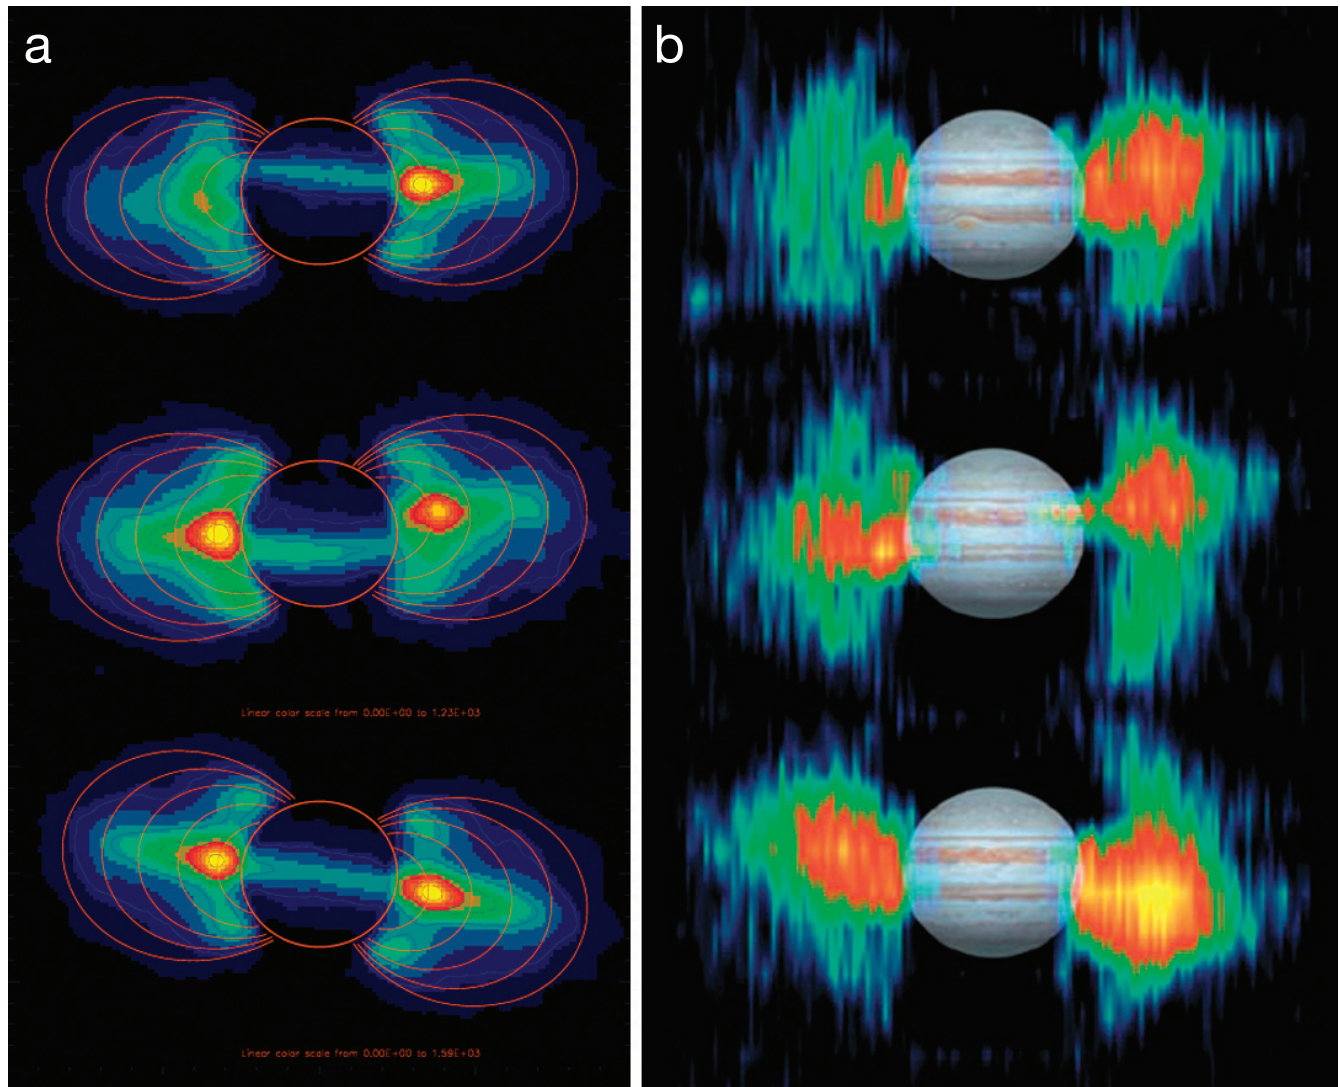 a
b
Linear color scale from 0.00E+00 to 1.23E+03
Linear color scale from 0.00E+00 to 1.59E+03